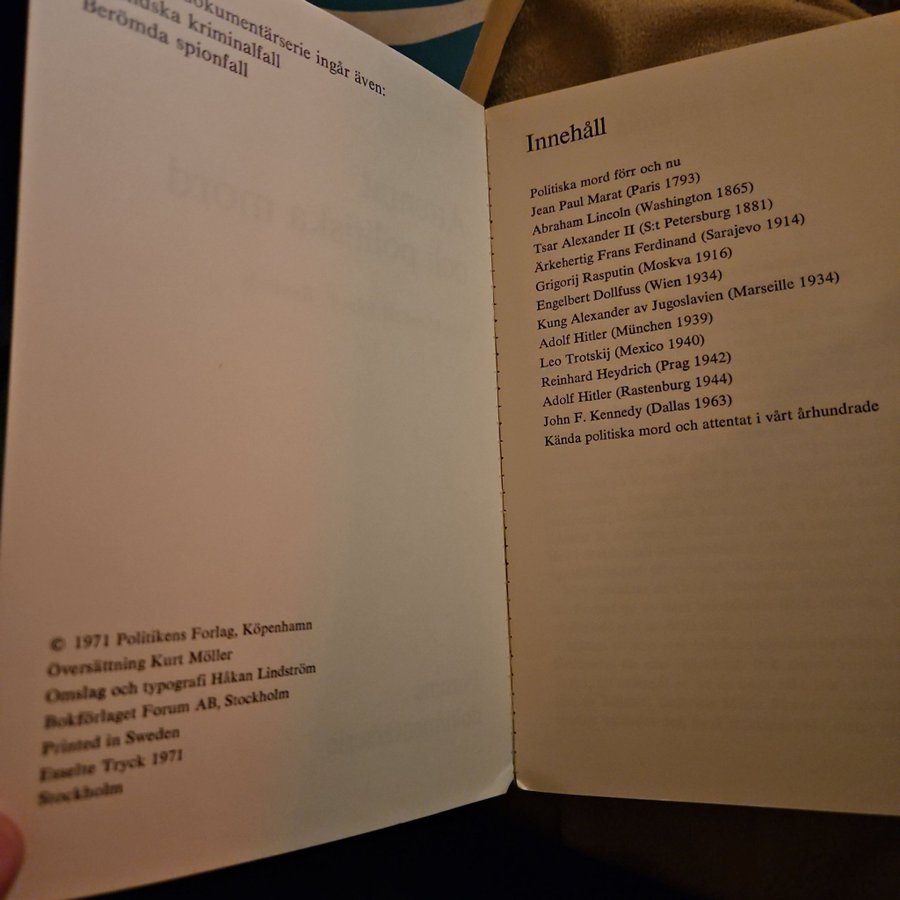 dokumentärserie ingår även:
ndska kriminalfall
Berömda spionfall
© 1971 Politikens Forlag, Köpenhamn
Översättning Kurt Möller
Omslag och typografi Håkan Lindström
Bokförlaget Forum AB, Stockholm
Printed in Sweden
Esselte Tryck 1971
Stockholm
Innehåll
Politiska mord förr och nu
Jean Paul Marat (Paris 1793)
Abraham Lincoln (Washington 1865)
Tsar Alexander II (S:t Petersburg 1881)
Ärkehertig Frans Ferdinand (Sarajevo 1914)
Grigorij Rasputin (Moskva 1916)
Engelbert Dollfuss (Wien 1934)
Kung Alexander av Jugoslavien (Marseille 1934)
Adolf Hitler (München 1939)
Leo Trotskij (Mexico 1940)
Reinhard Heydrich (Prag 1942)
Adolf Hitler (Rastenburg 1944)
John F. Kennedy (Dallas 1963)
Kända politiska mord och attentat i vårt århundrade